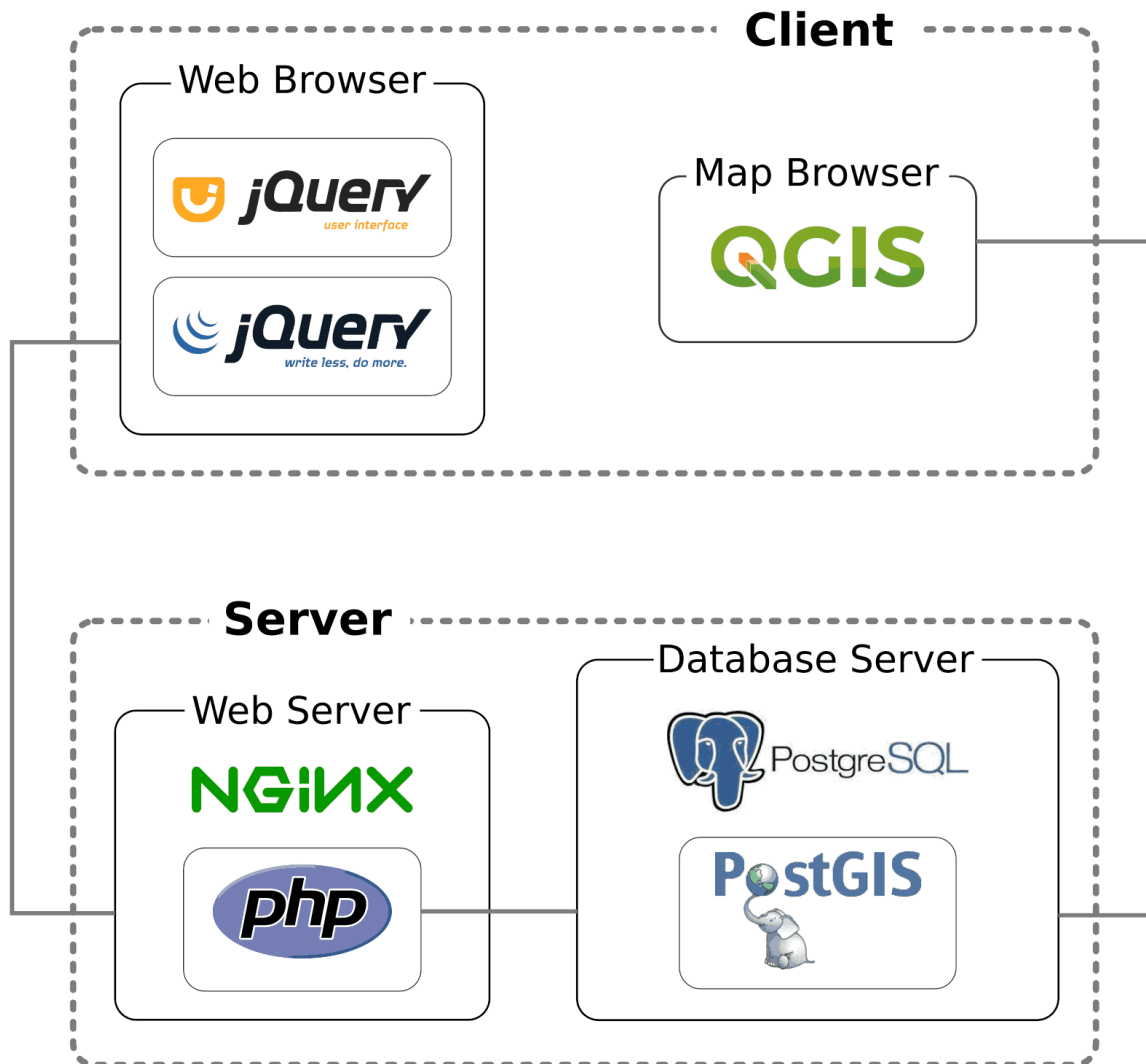 Client
Web Browser
jQuery
user interface
jQuery
write less, do more.
Map Browser
QGIS
Server
Web Server
NGiNX
php
Database Server
PostgreSQL
PostGIS